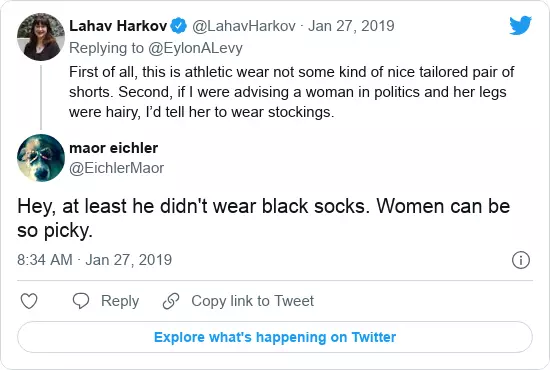 Lahav Harkov @LahavHarkov · Jan 27, 2019
Replying to @EylonALevy
First of all, this is athletic wear not some kind of nice tailored pair of
shorts. Second, if I were advising a woman in politics and her legs
were hairy, I’d tell her to wear stockings.
maor eichler
@EichlerMaor
Hey, at least he didn't wear black socks. Women can be
so picky.
8:34 AM · Jan 27, 2019
Reply Copy link to Tweet
Explore what's happening on Twitter